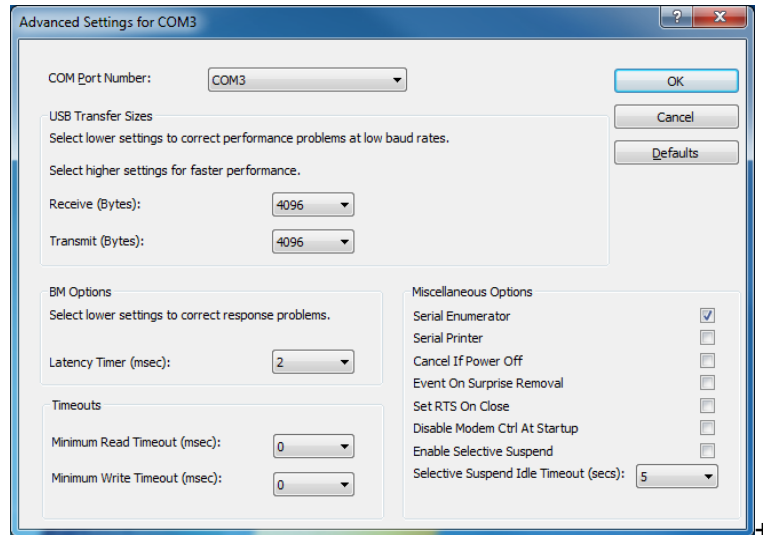 Advanced Settings for COM3
COM Port Number: COM3
OK
USB Transfer Sizes
Cancel
Select lower settings to correct performance problems at low baud rates.
Defaults
Select higher settings for faster performance.
Receive (Bytes): 4096
Transmit (Bytes): 4096
BM Options
Select lower settings to correct response problems.
Latency Timer (msec): 2
Timeouts
Minimum Read Timeout (msec): 0
Minimum Write Timeout (msec): 0
Miscellaneous Options
Serial Enumerator
Serial Printer
Cancel If Power Off
Event On Surprise Removal
Set RTS On Close
Disable Modem Ctrl At Startup
Enable Selective Suspend
Selective Suspend Idle Timeout (secs): 5